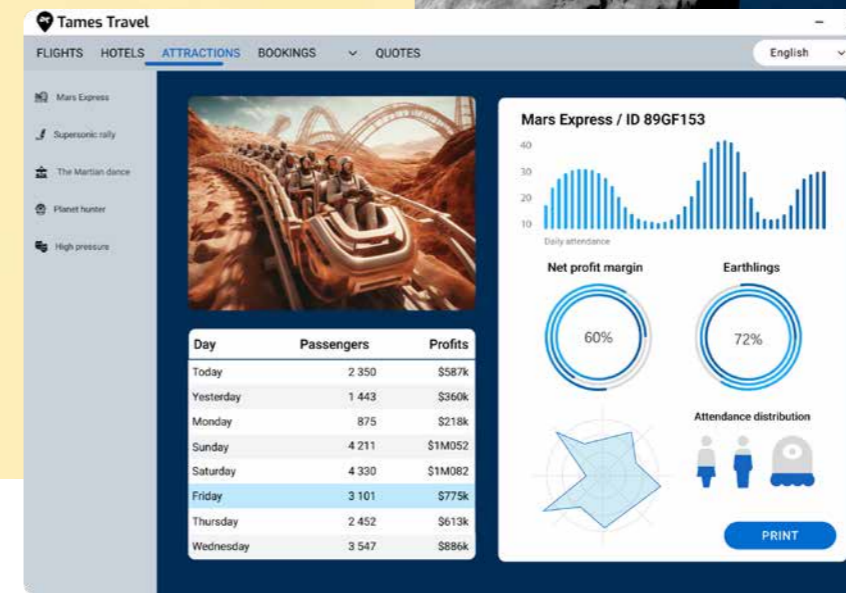 Tames Travel
FLIGHTS HOTELS ATTRACTIONS BOOKINGS QUOTES
English
Mars Express
Supersonic rally
The Martian dance
Planet hunter
High pressure
Mars Express / ID 89GF153
40
30
20
10
Daily attendance
Net profit margin Earthlings
60% 72%
Attendance distribution
PRINT
Day Passengers Profits
Today 2 350 $587k
Yesterday 1 443 $360k
Monday 875 $218k
Sunday 4 211 $1M052
Saturday 4 330 $1M082
Friday 3 101 $775k
Thursday 2 452 $613k
Wednesday 3 547 $886k